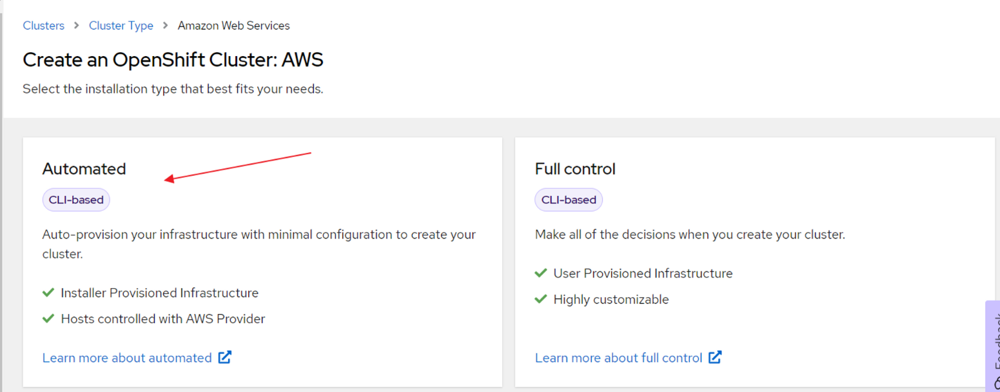 Clusters > Cluster Type > Amazon Web Services
Create an OpenShift Cluster: AWS
Select the installation type that best fits your needs.
Automated
CLI-based
Auto-provision your infrastructure with minimal configuration to create your
cluster.
Installer Provisioned Infrastructure
Hosts controlled with AWS Provider
Learn more about automated
Full control
CLI-based
Make all of the decisions when you create your cluster.
User Provisioned Infrastructure
Highly customizable
Learn more about full control
Feedback